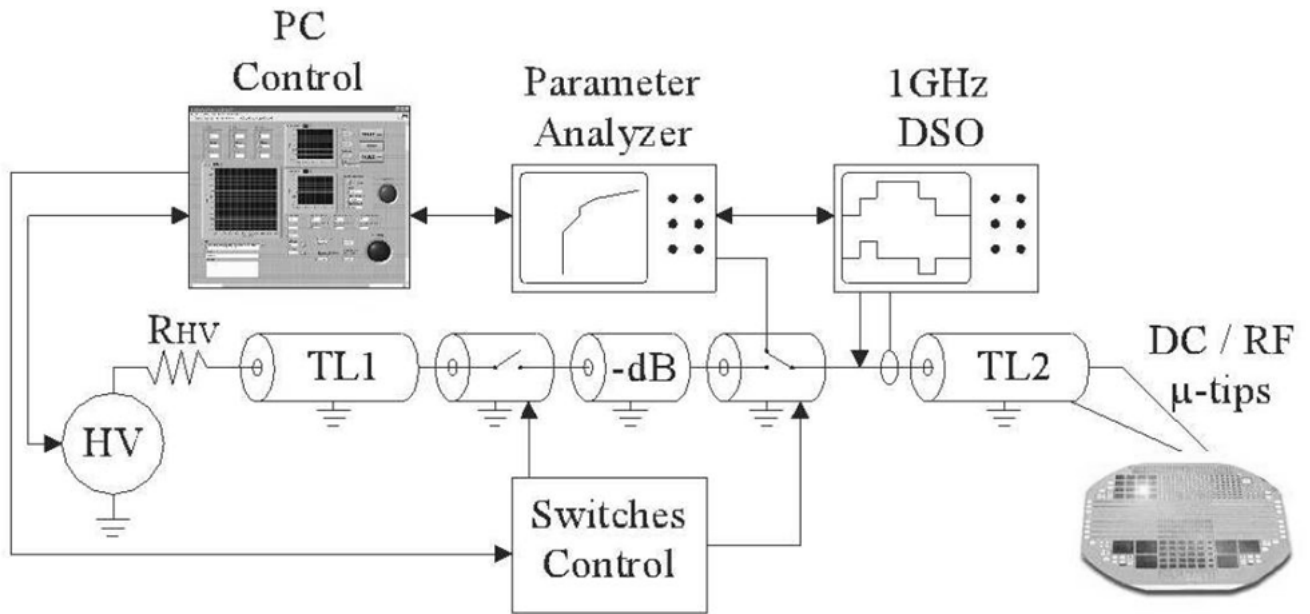 PC
Control
Parameter
Analyzer
1GHz
DSO
RHV
TL1
-dB
TL2
DC / RF
μ-tips
HV
Switches
Control